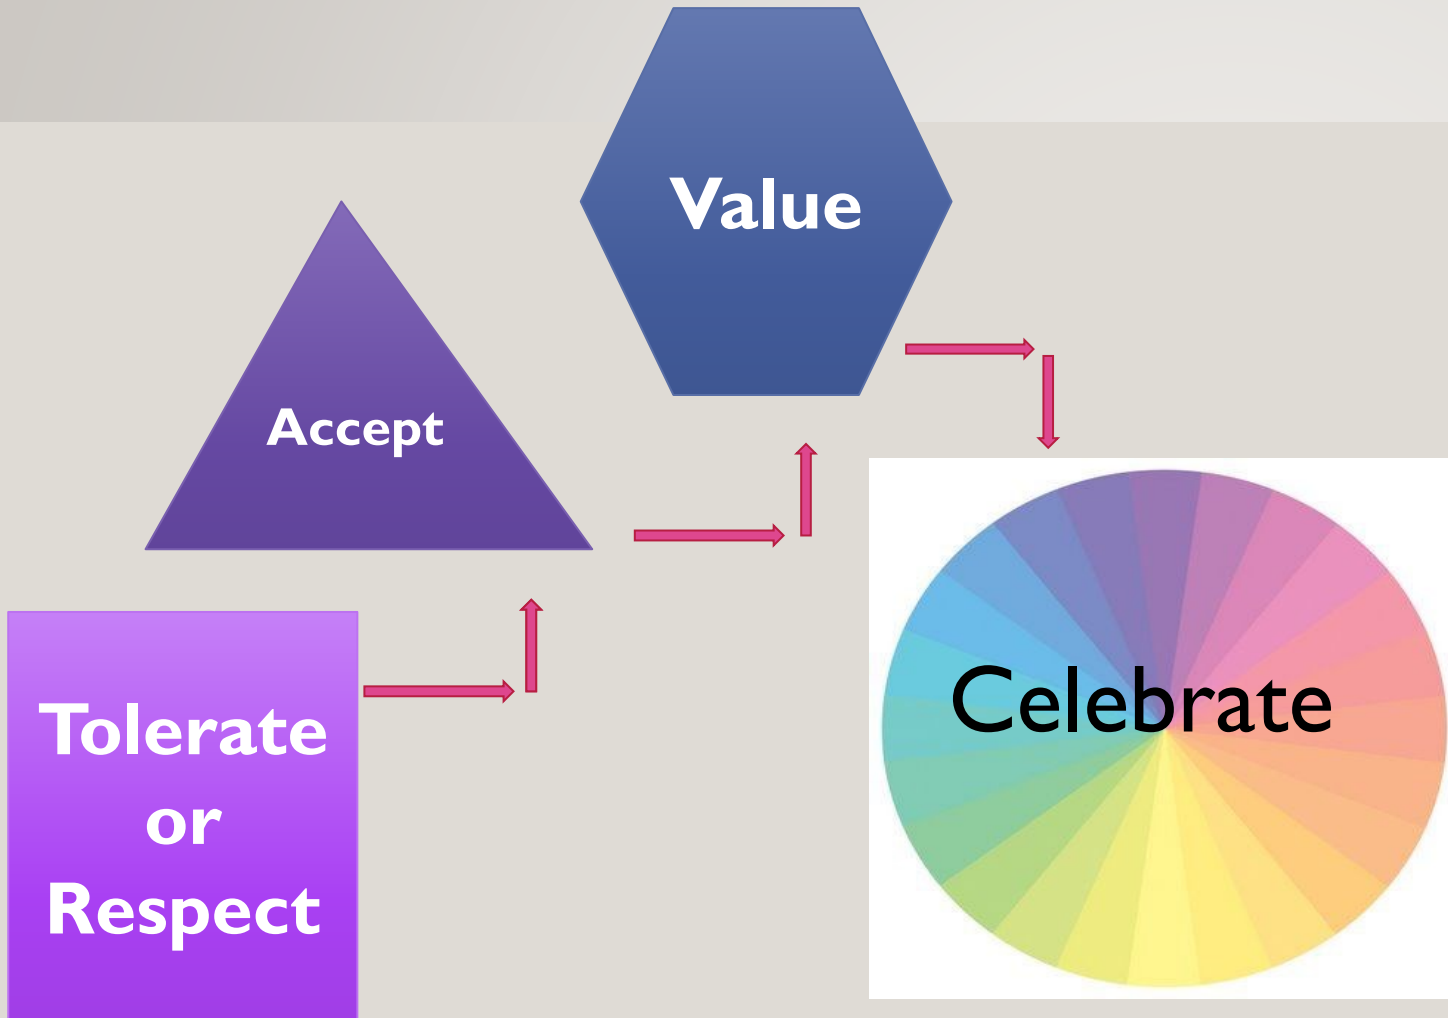 Value
Accept
Tolerate
or
Respect
Celebrate